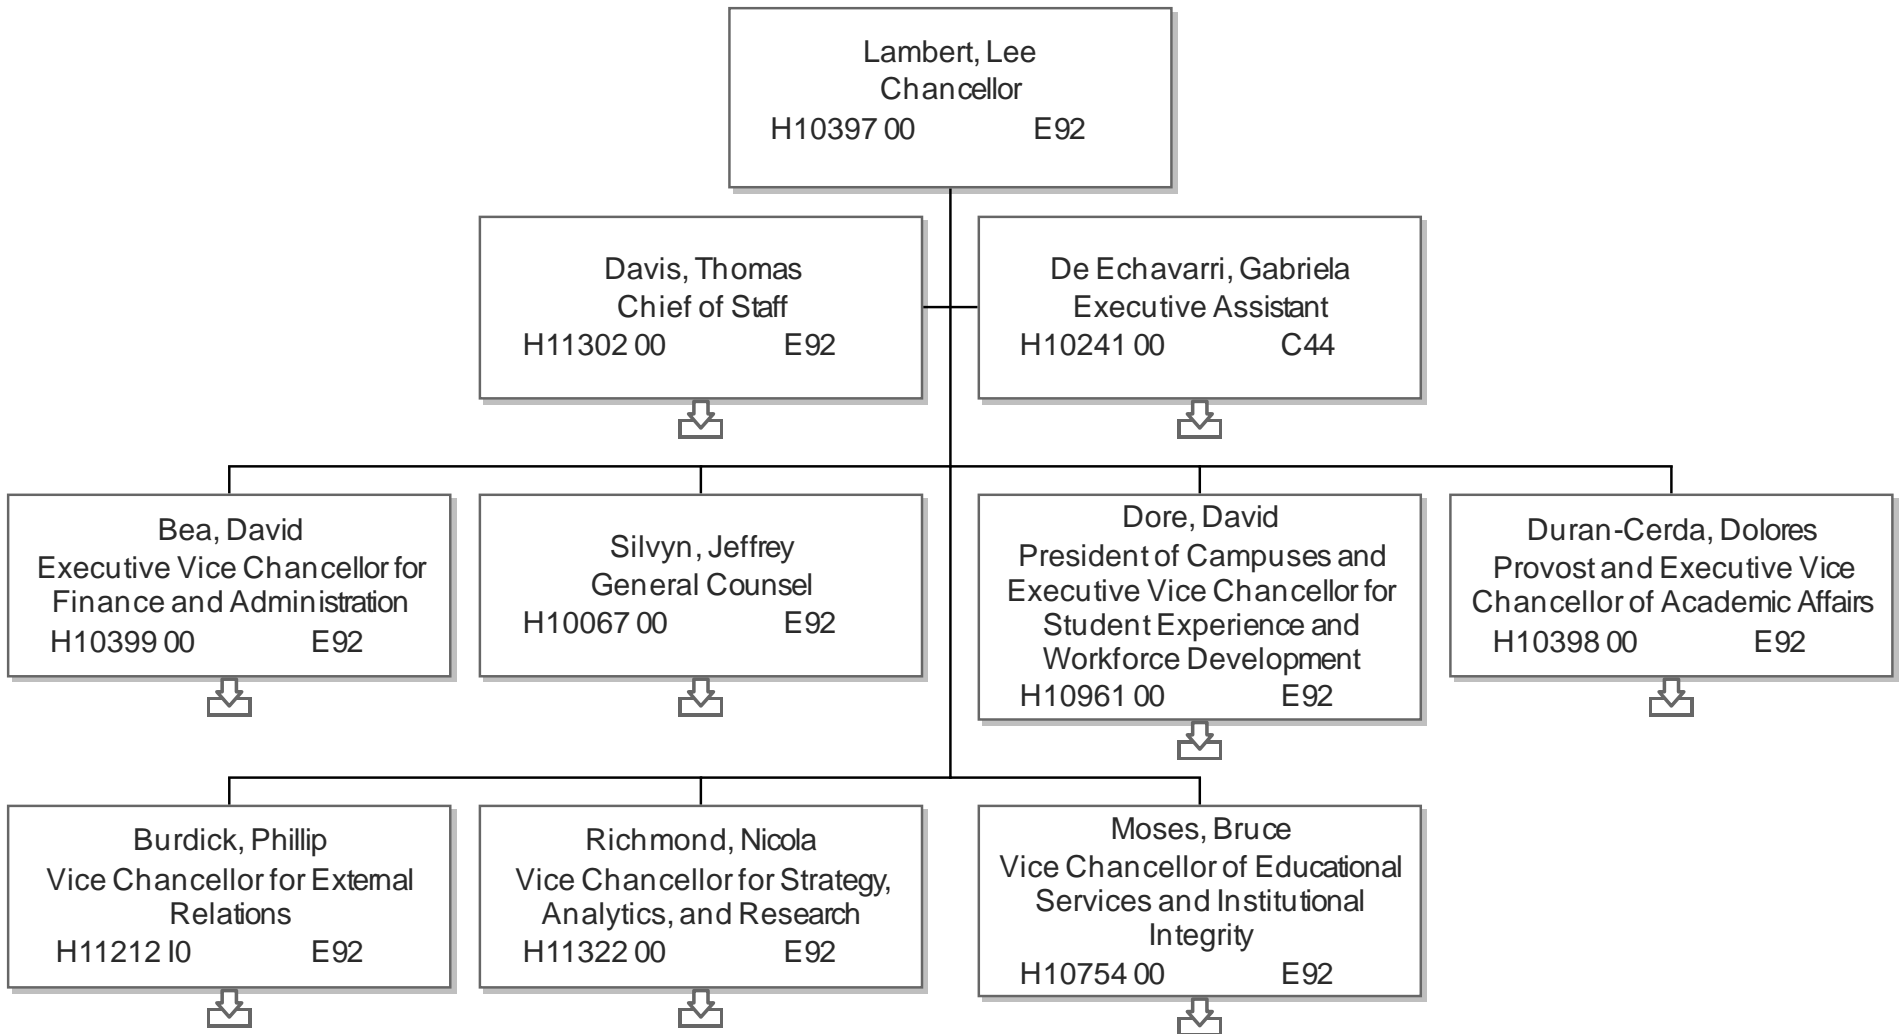 Lambert, Lee
Chancellor
H10397 00 E92
Davis, Thomas
Chief of Staff
H11302 00 E92
De Echavarri, Gabriela
Executive Assistant
H10241 00 C44
Bea, David
Executive Vice Chancellor for
Finance and Administration
H10399 00 E92
Silvyn, Jeffrey
General Counsel
H10067 00 E92
Dore, David
President of Campuses and
Executive Vice Chancellor for
Student Experience and
Workforce Development
H10961 00 E92
Duran-Cerda, Dolores
Provost and Executive Vice
Chancellor of Academic Affairs
H10398 00 E92
Burdick, Phillip
Vice Chancellor for External
Relations
H11212 I0 E92
Richmond, Nicola
Vice Chancellor for Strategy,
Analytics, and Research
H11322 00 E92
Moses, Bruce
Vice Chancellor of Educational
Services and Institutional
Integrity
H10754 00 E92